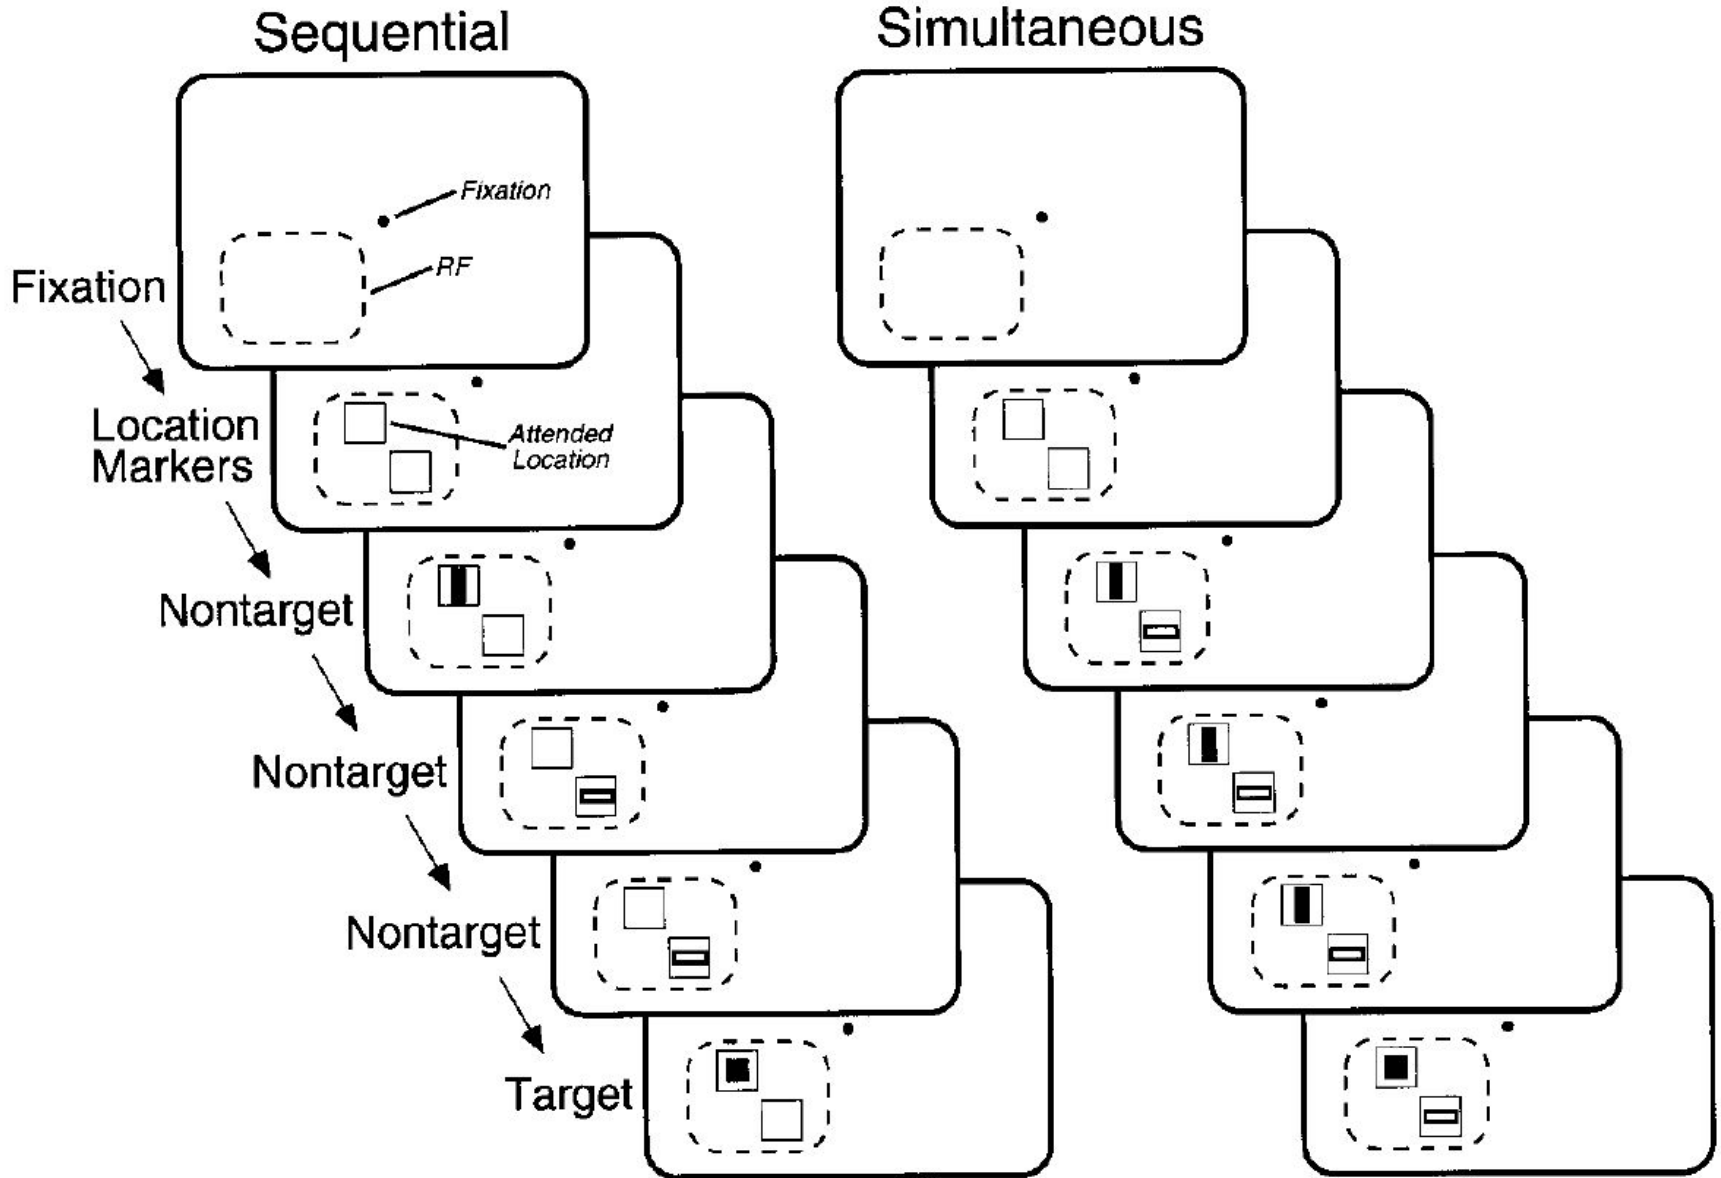 Sequential
Simultaneous
Fixation
RF
Fixation
Attended
Location
Location
Markers
Nontarget
Nontarget
Nontarget
Target